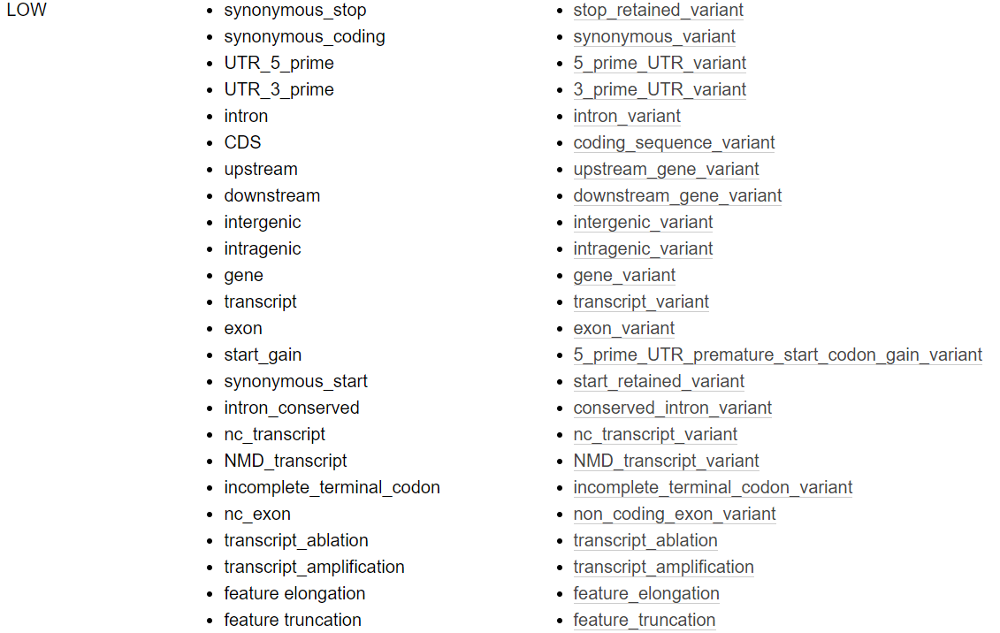 LOW • synonymous_stop • stop_retained_variant
• synonymous_coding • synonymous_variant
• UTR_5_prime • 5_prime_UTR_variant
• UTR_3_prime • 3_prime_UTR_variant
• intron • intron_variant
• CDS • coding_sequence_variant
• upstream • upstream_gene_variant
• downstream • downstream_gene_variant
• intergenic • intergenic_variant
• intragenic • intragenic_variant
• gene • gene_variant
• transcript • transcript_variant
• exon • exon_variant
• start_gain • 5_prime_UTR_premature_start_codon_gain_variant
• synonymous_start • start_retained_variant
• intron_conserved • conserved_intron_variant
• nc_transcript • nc_transcript_variant
• NMD_transcript • NMD_transcript_variant
• incomplete_terminal_codon • incomplete_terminal_codon_variant
• nc_exon • non_coding_exon_variant
• transcript_ablation • transcript_ablation
• transcript_amplification • transcript_amplification
• feature elongation • feature_elongation
• feature truncation • feature_truncation